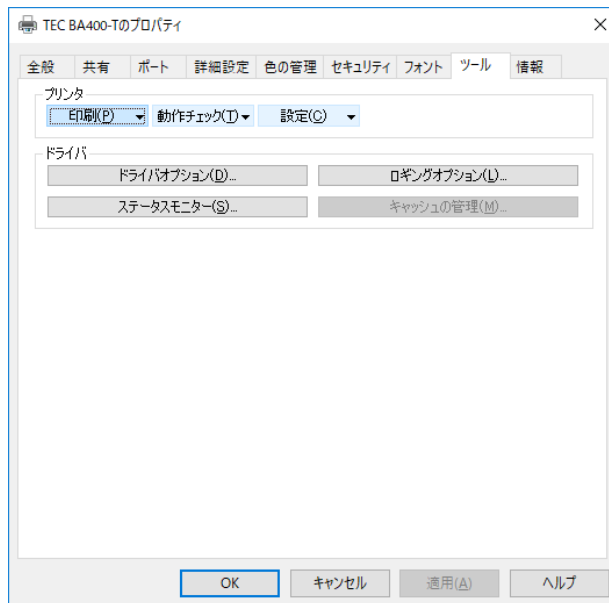 TEC BA400-Tのプロパティ
全般 共有 ポート 詳細設定 色の管理 セキュリティ フォント ツール 情報
プリンタ
印刷(P) 動作チェック(T) 設定(C)
ドライバ
ドライバオプション(D)... ロギングオプション(L)...
ステータスモニター(S)... キャッシュの管理(M)...
OK キャンセル 適用(A) ヘルプ